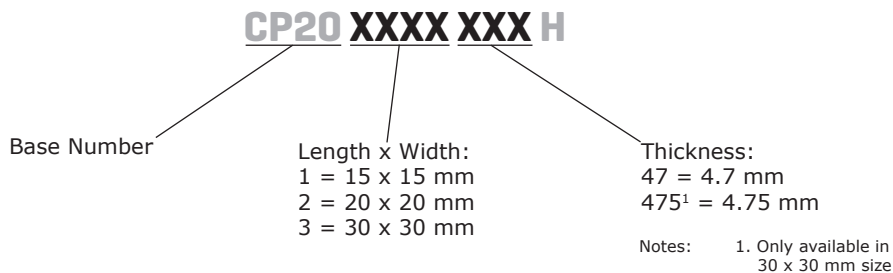 CP20 XXXX XXX H
Base Number
Length x Width:
1 = 15 x 15 mm
2 = 20 x 20 mm
3 = 30 x 30 mm
Thickness:
47 = 4.7 mm
475¹ = 4.75 mm
Notes: 1. Only available in
30 x 30 mm size